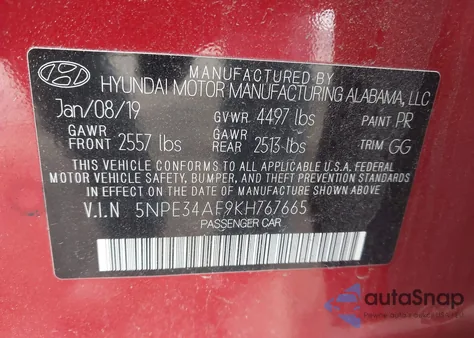 MANUFACTURED BY
HYUNDAI MOTOR MANUFACTURING ALABAMA, LLC
Jan/08/19 GVWR 4497 lbs PAINT PR
GAWR FRONT 2557 lbs GAWR REAR 2513 lbs TRIM GG
THIS VEHICLE CONFORMS TO ALL APPLICABLE U.S.A. FEDERAL
MOTOR VEHICLE SAFETY, BUMPER, AND THEFT PREVENTION STANDARDS
IN EFFECT ON THE DATE OF MANUFACTURE SHOWN ABOVE.
V.I.N 5NPE34AF9KH767665
PASSENGER CAR
autoSnap